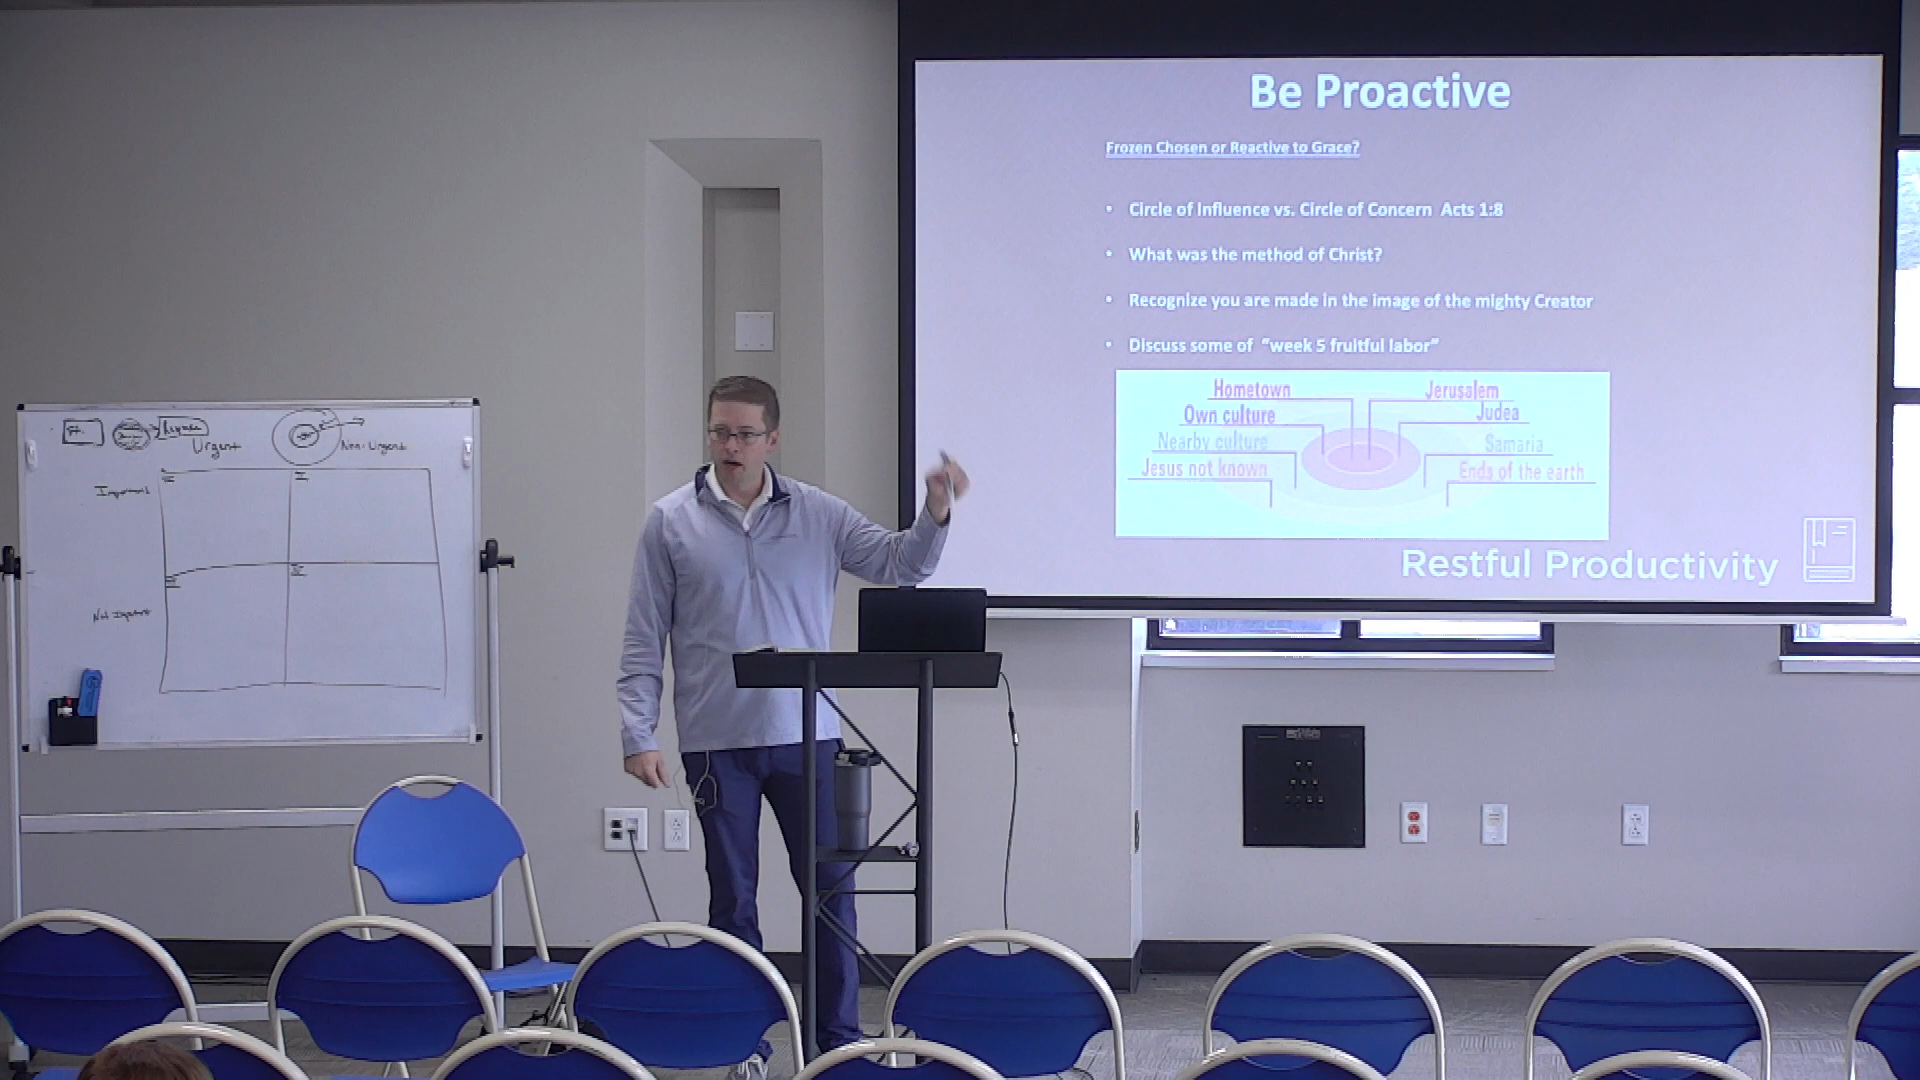 Be Proactive
Frozen Chosen or Reactive to Grace?
• Circle of Influence vs. Circle of Concern Acts 1:8
• What was the method of Christ?
• Recognize you are made in the image of the mighty Creator
• Discuss some of "week 5 fruitful labor"
Hometown Jerusalem
Own culture Judea
Nearby culture Samaria
Jesus not known Ends of the earth
Restful Productivity
Urgent Non-Urgent
Important I
Not Important IV